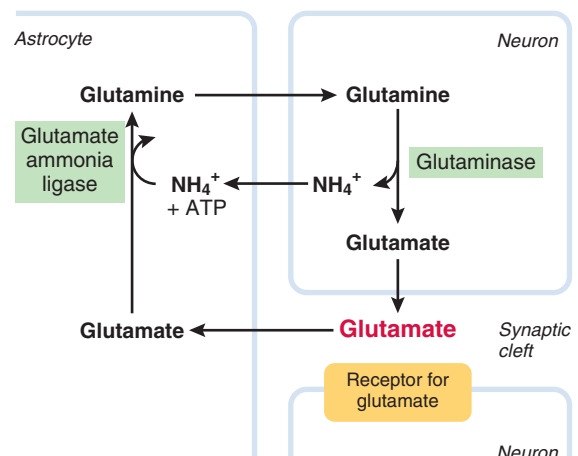 Astrocyte
Neuron
Glutamine
Glutamine
Glutamate
ammonia
ligase
Glutaminase
NH4+
+ ATP
NH4+
Glutamate
Glutamate
Glutamate
Synaptic
cleft
Receptor for
glutamate
Neuron